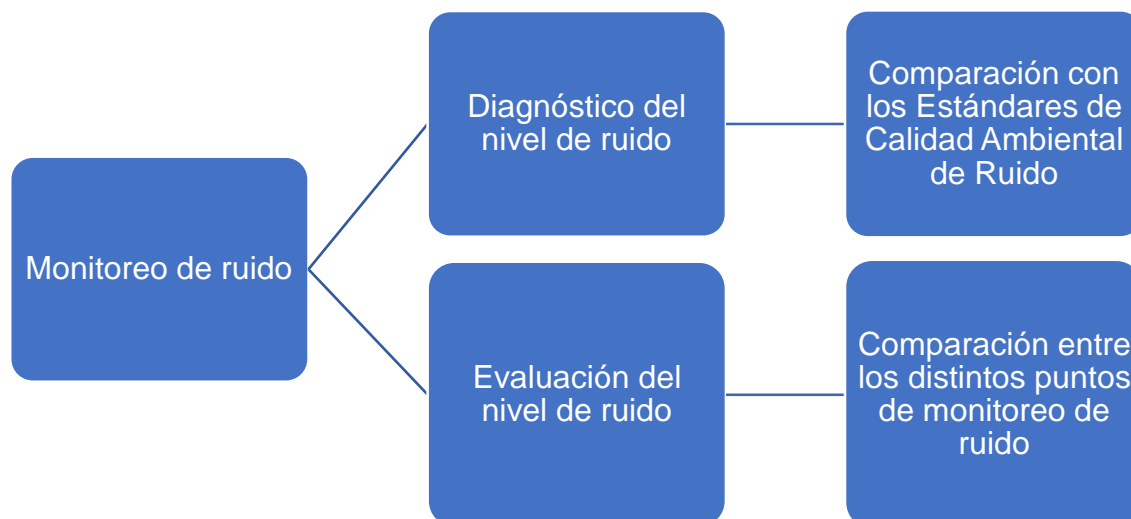 Monitoreo de ruido
Diagnóstico del
nivel de ruido
Comparación con
los Estándares de
Calidad Ambiental
de Ruido
Evaluación del
nivel de ruido
Comparación entre
los distintos puntos
de monitoreo de
ruido